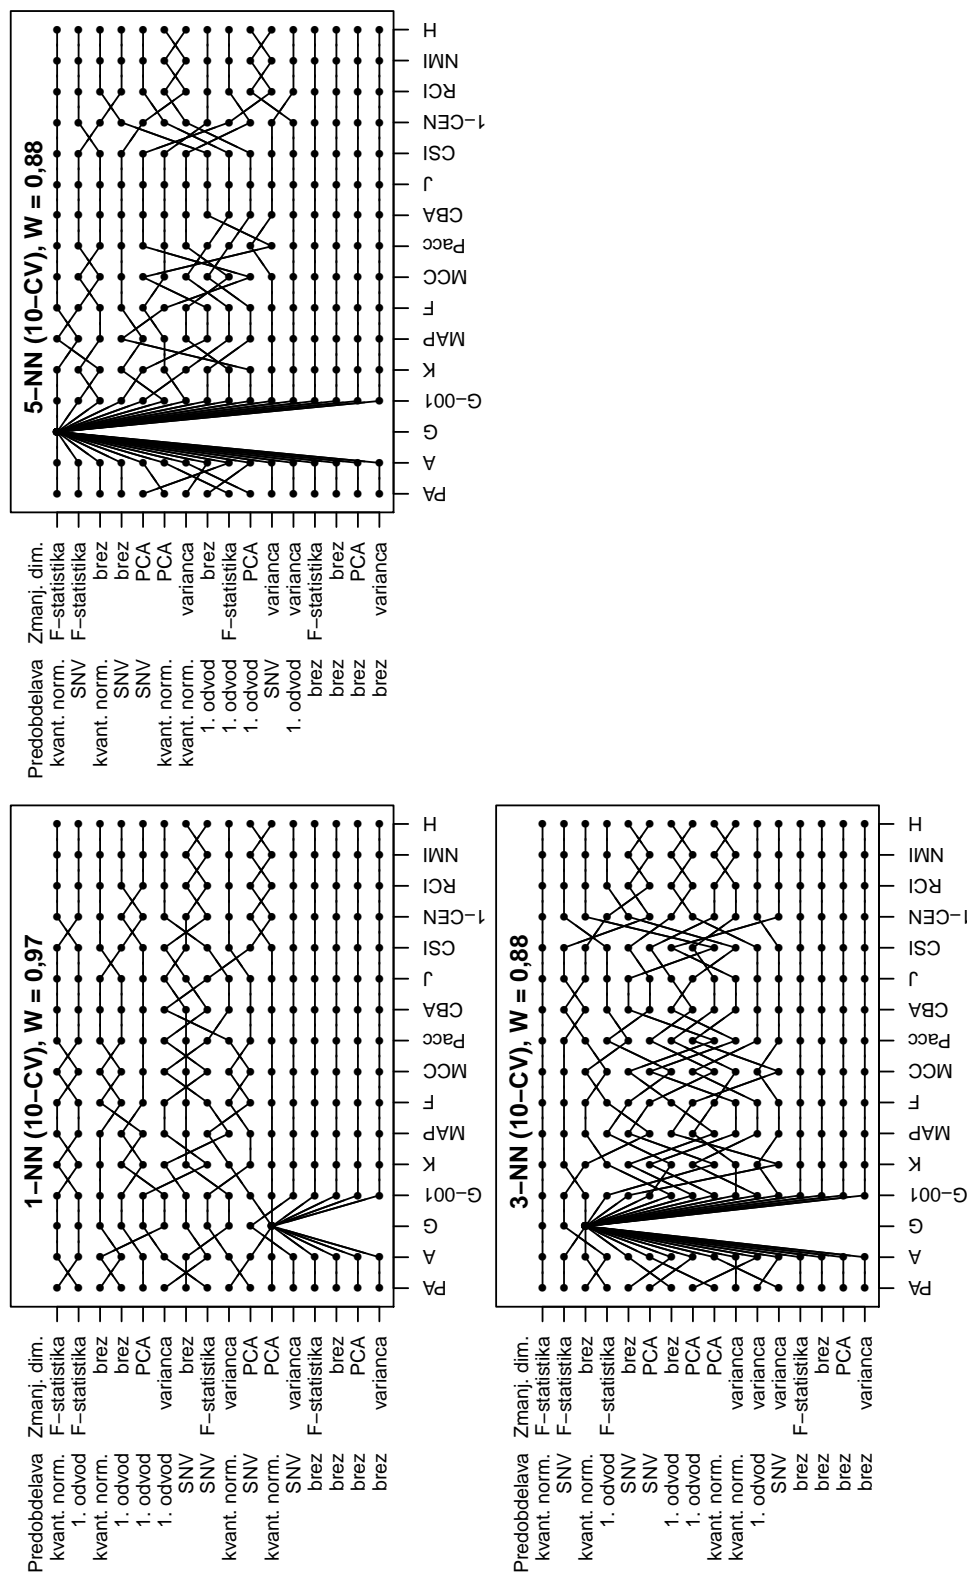 5−NN (10−CV), W = 0,88
Predobdelava Zmanj. dim.
kvant. norm. F−statistika
SNV F−statistika
kvant. norm. brez
SNV brez
SNV PCA
kvant. norm. PCA
kvant. norm. varianca
1. odvod brez
1. odvod F−statistika
1. odvod PCA
SNV varianca
1. odvod varianca
brez F−statistika
brez brez
brez PCA
brez varianca
PA
A
G
G−001
K
MAP
F
MCC
Pacc
CBA
J
CSI
1−CEN
RCI
NMI
H
1−NN (10−CV), W = 0,97
Predobdelava Zmanj. dim.
kvant. norm. F−statistika
1. odvod F−statistika
kvant. norm. brez
1. odvod brez
1. odvod PCA
1. odvod varianca
SNV brez
SNV F−statistika
kvant. norm. varianca
SNV PCA
kvant. norm. PCA
SNV varianca
brez F−statistika
brez brez
brez PCA
brez varianca
PA
A
G
G−001
K
MAP
F
MCC
Pacc
CBA
J
CSI
1−CEN
RCI
NMI
H
3−NN (10−CV), W = 0,88
Predobdelava Zmanj. dim.
kvant. norm. F−statistika
SNV F−statistika
kvant. norm. brez
1. odvod F−statistika
SNV brez
SNV PCA
1. odvod brez
1. odvod PCA
kvant. norm. PCA
kvant. norm. varianca
1. odvod varianca
SNV varianca
brez F−statistika
brez brez
brez PCA
brez varianca
PA
A
G
G−001
K
MAP
F
MCC
Pacc
CBA
J
CSI
1−CEN
RCI
NMI
H